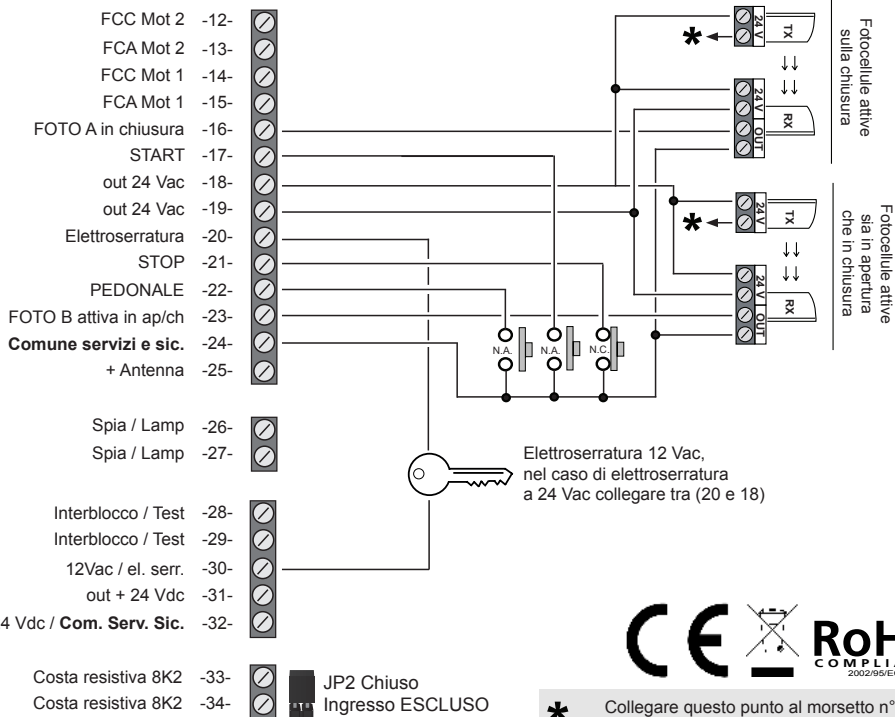 FCC Mot 2 -12-
FCA Mot 2 -13-
FCC Mot 1 -14-
FCA Mot 1 -15-
FOTO A in chiusura -16-
START -17-
out 24 Vac -18-
out 24 Vac -19-
Elettroserratura -20-
STOP -21-
PEDONALE -22-
FOTO B attiva in ap/ch -23-
Comune servizi e sic. -24-
+ Antenna -25-
Spia / Lamp -26-
Spia / Lamp -27-
Interblocco / Test -28-
Interblocco / Test -29-
12Vac / el. serr. -30-
out + 24 Vdc -31-
4 Vdc / Com. Serv. Sic. -32-
Costa resistiva 8K2 -33-
Costa resistiva 8K2 -34-
JP2 Chiuso
Ingresso ESCLUSO
N.A.
N.A.
N.C.
Elettroserratura 12 Vac,
nel caso di elettroserratura
a 24 Vac collegare tra (20 e 18)
*
24 V
TX
24 V
OUT
RX
Fotocellule attive
sulla chiusura
*
24 V
TX
24 V
OUT
RX
Fotocellule attive
sia in apertura
che in chiusura
CE
RoH
COMPLIA
2002/95/E
* Collegare questo punto al morsetto n°